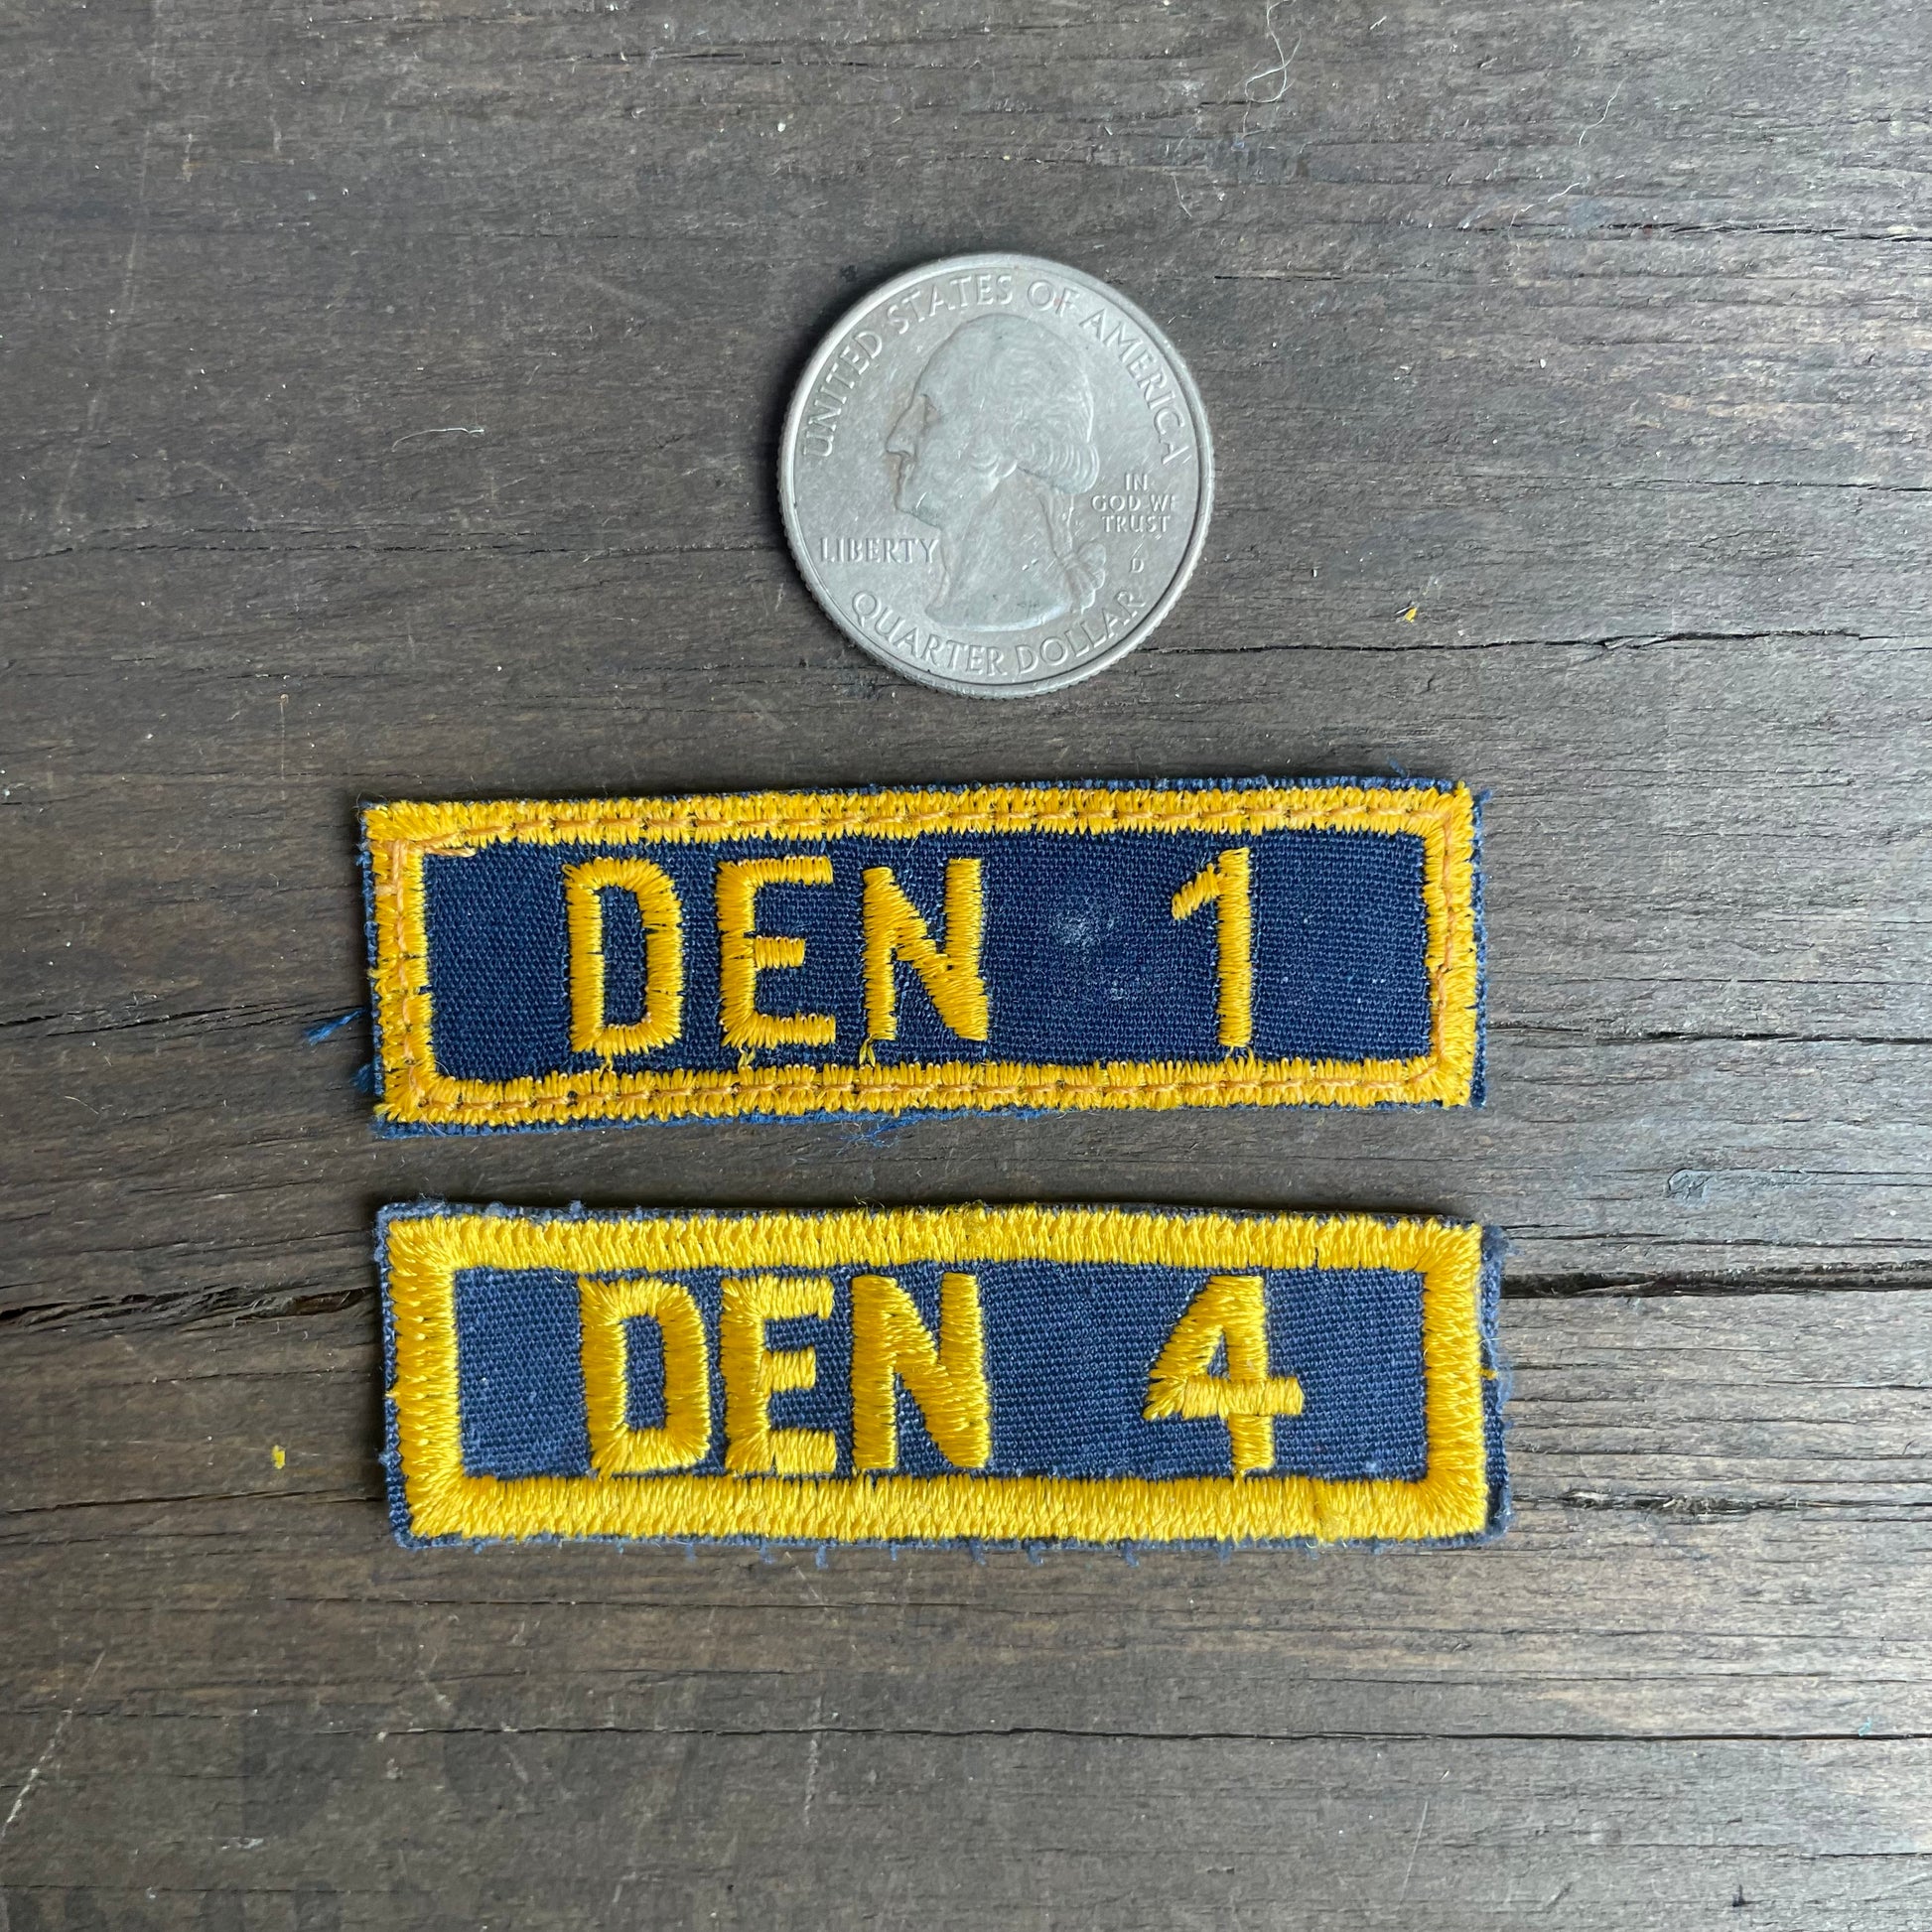 UNITED STATES OF AMERICA
IN
GOD WE
TRUST
LIBERTY
D
QUARTER DOLLAR
DEN 1
DEN 4